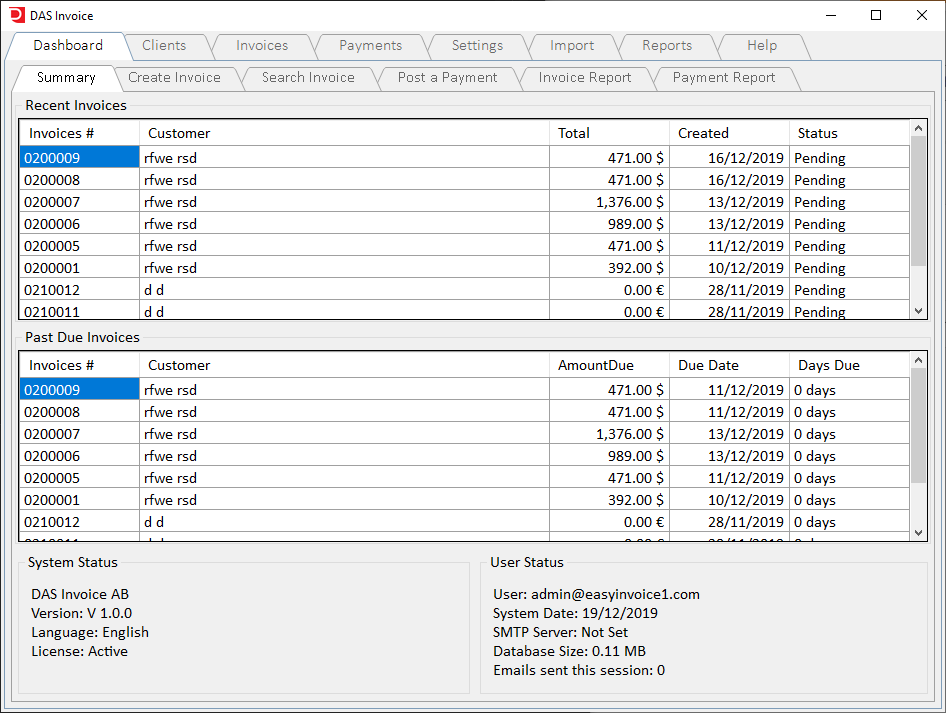 DAS Invoice
Dashboard Clients Invoices Payments Settings Import Reports Help
Summary Create Invoice Search Invoice Post a Payment Invoice Report Payment Report
Recent Invoices
Invoices # Customer Total Created Status
0200009 rfwe rsd 471.00 $ 16/12/2019 Pending
0200008 rfwe rsd 471.00 $ 16/12/2019 Pending
0200007 rfwe rsd 1,376.00 $ 13/12/2019 Pending
0200006 rfwe rsd 989.00 $ 13/12/2019 Pending
0200005 rfwe rsd 471.00 $ 11/12/2019 Pending
0200001 rfwe rsd 392.00 $ 10/12/2019 Pending
0210012 d d 0.00 € 28/11/2019 Pending
0210011 d d 0.00 € 28/11/2019 Pending
Past Due Invoices
Invoices # Customer AmountDue Due Date Days Due
0200009 rfwe rsd 471.00 $ 11/12/2019 0 days
0200008 rfwe rsd 471.00 $ 11/12/2019 0 days
0200007 rfwe rsd 1,376.00 $ 13/12/2019 0 days
0200006 rfwe rsd 989.00 $ 13/12/2019 0 days
0200005 rfwe rsd 471.00 $ 11/12/2019 0 days
0200001 rfwe rsd 392.00 $ 10/12/2019 0 days
0210012 d d 0.00 € 28/11/2019 0 days
System Status
DAS Invoice AB
Version: V 1.0.0
Language: English
License: Active
User Status
User: admin@easyinvoice1.com
System Date: 19/12/2019
SMTP Server: Not Set
Database Size: 0.11 MB
Emails sent this session: 0